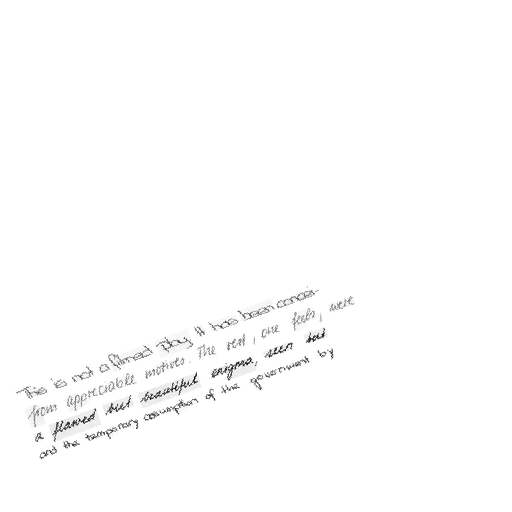 This is not a filmed play. It has been concei-
from appreciable motives. The rest, one feels, were
a flawed but beautiful enigma, seen but
and the temporary assumption of the government by